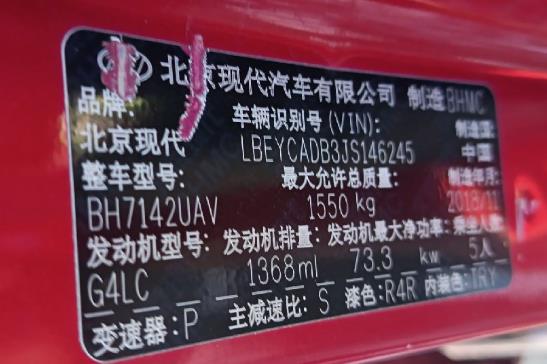 北京现代汽车有限公司 制造 BHMC
品牌: 车辆识别号(VIN): 制造国:
北京现代 LBEYCADB3JS146245 中国
整车型号: 最大允许总质量: 制造年月:
BH7142UAV 1550 kg 2018/11
发动机型号: 发动机排量: 发动机最大净功率: 乘坐人数:
G4LC 1368ml 73.3 kw 5人
变速器: P 主减速比: S 漆色: R4R 内装色: TRY